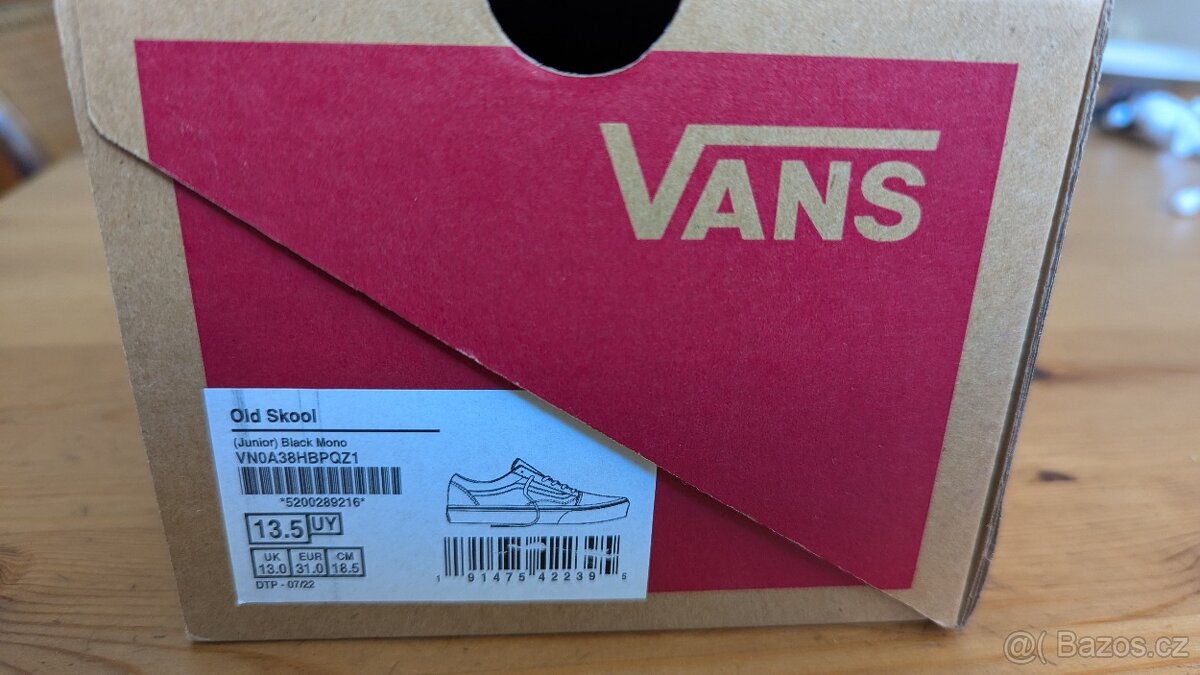 VANS
Old Skool
(Junior) Black Mono
VN0A38HBPQZ1
*5200289216*
13.5 UY
UK EUR CM
13.0 31.0 18.5
DTP - 07/22
1 91475 42239 5
@( Bazos.cz